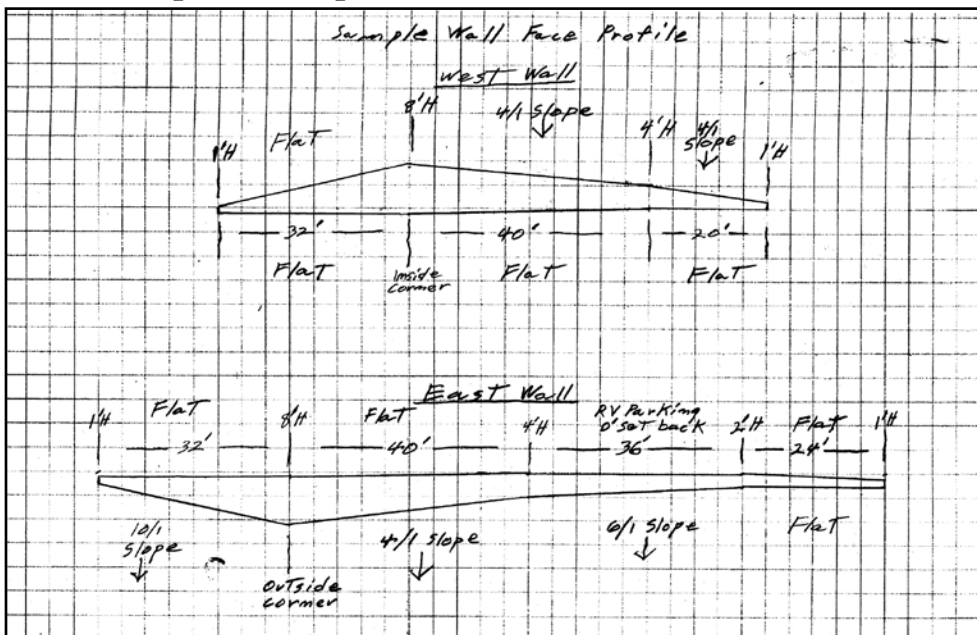 Sample Wall Face Profile
West Wall
8'H
4/1 Slope
Flat
4'H
4/1 Slope
1'H
1'H
32'
40'
20'
Flat
Inside Corner
Flat
Flat
East Wall
1'H
Flat
8'H
Flat
4'H
RV Parking
0' Set back
2'H
Flat
1'H
32'
40'
36'
24'
10/1
Slope
4/1 Slope
6/1 Slope
Flat
Outside
Corner